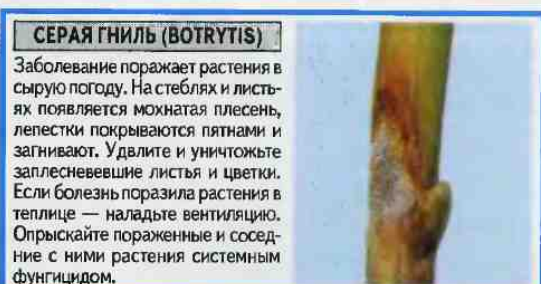 СЕРАЯ ГНИЛЬ (BOTRYTIS)
Заболевание поражает растения в
сырую погоду. На стеблях и листь-
ях появляется мохнатая плесень,
лепестки покрываются пятнами и
загнивают. Удвлите и уничтожьте
заплесневевшие листья и цветки.
Если болезнь поразила растения в
теплице — наладьте вентиляцию.
Опрыскайте пораженные и сосед-
ние с ними растения системным
фунгицидом.